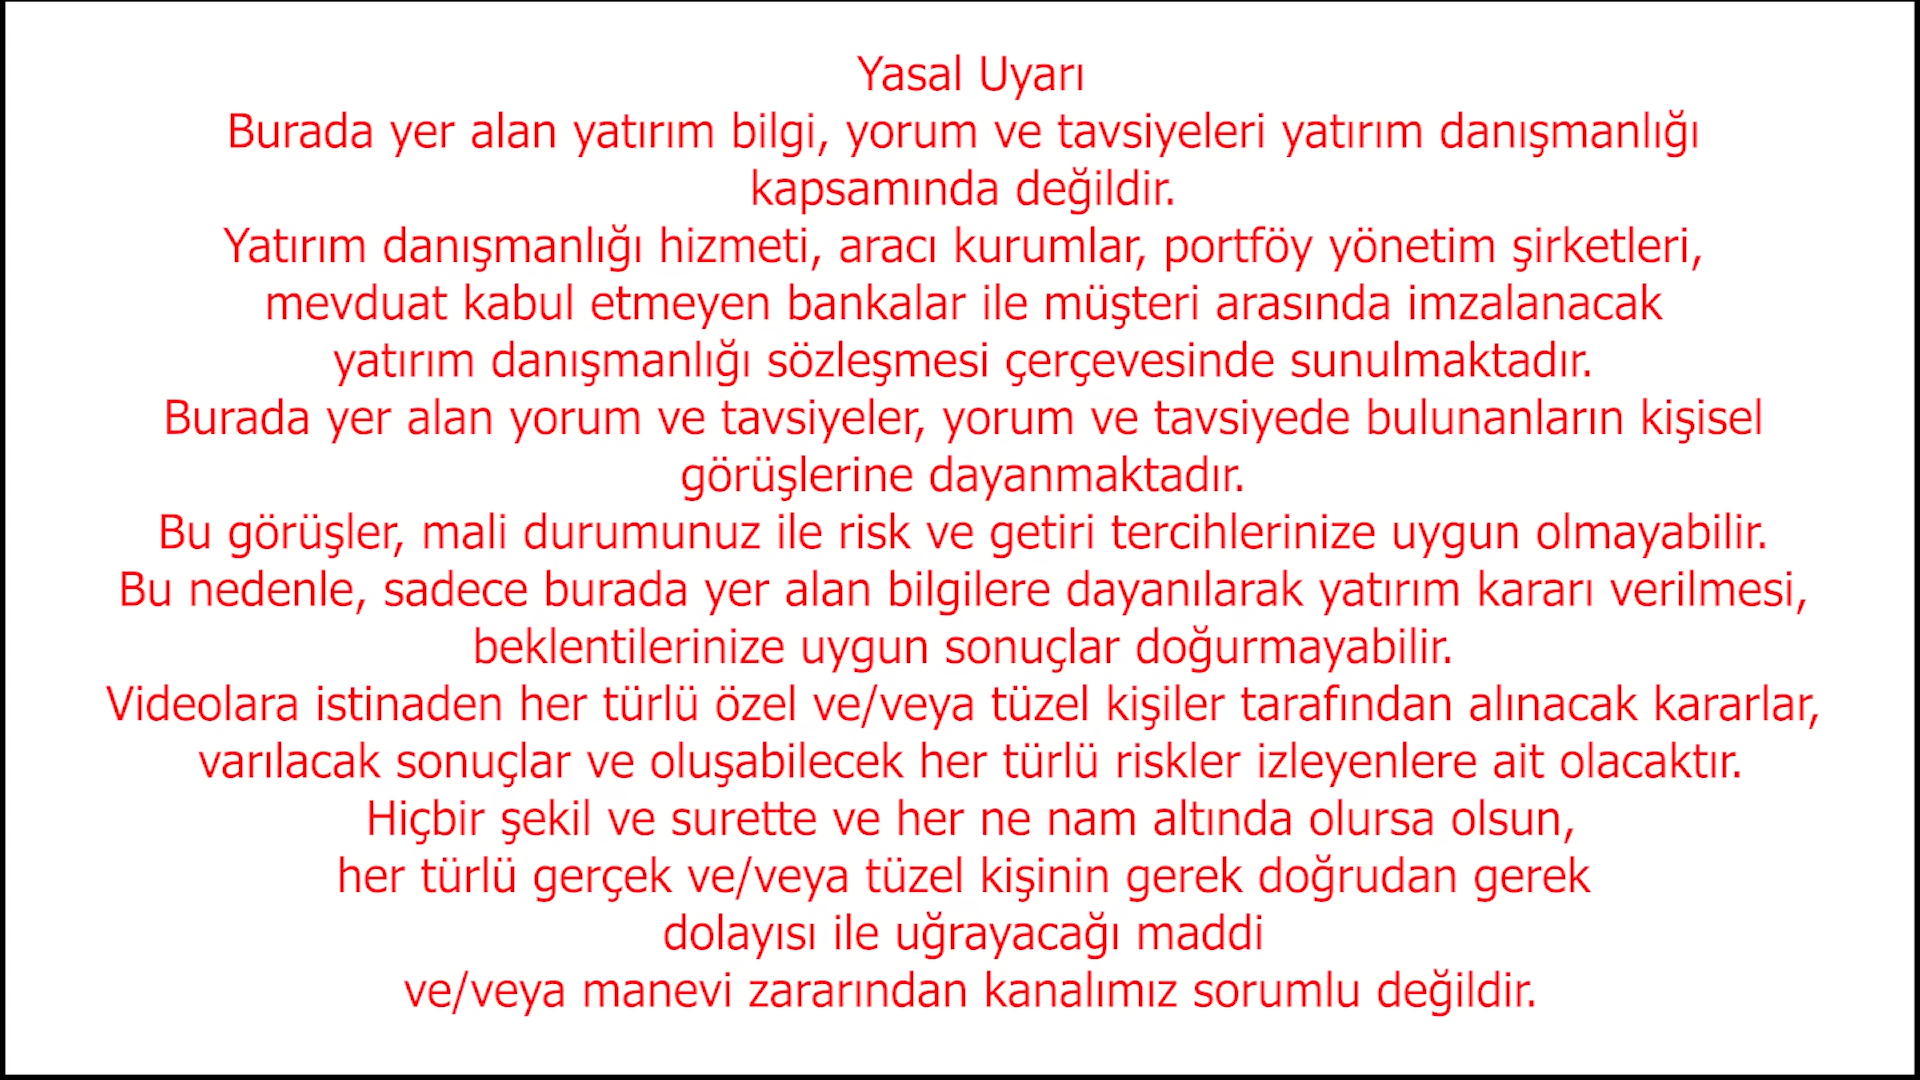 Yasal Uyarı
Burada yer alan yatırım bilgi, yorum ve tavsiyeleri yatırım danışmanlığı
kapsamında değildir.
Yatırım danışmanlığı hizmeti, aracı kurumlar, portföy yönetim şirketleri,
mevduat kabul etmeyen bankalar ile müşteri arasında imzalanacak
yatırım danışmanlığı sözleşmesi çerçevesinde sunulmaktadır.
Burada yer alan yorum ve tavsiyeler, yorum ve tavsiyede bulunanların kişisel
görüşlerine dayanmaktadır.
Bu görüşler, mali durumunuz ile risk ve getiri tercihlerinize uygun olmayabilir.
Bu nedenle, sadece burada yer alan bilgilere dayanılarak yatırım kararı verilmesi,
beklentilerinize uygun sonuçlar doğurmayabilir.
Videolara istinaden her türlü özel ve/veya tüzel kişiler tarafından alınacak kararlar,
varılacak sonuçlar ve oluşabilecek her türlü riskler izleyenlere ait olacaktır.
Hiçbir şekil ve surette ve her ne nam altında olursa olsun,
her türlü gerçek ve/veya tüzel kişinin gerek doğrudan gerek
dolayısı ile uğrayacağı maddi
ve/veya manevi zararından kanalımız sorumlu değildir.